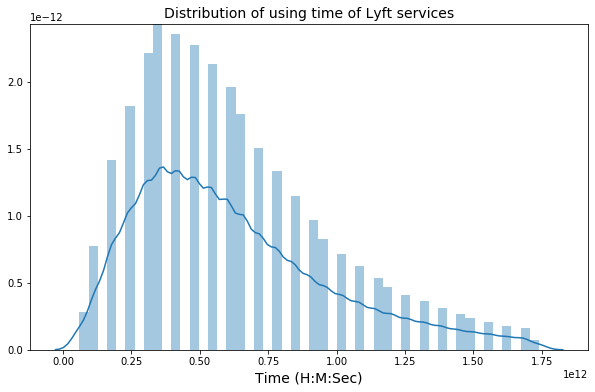 Distribution of using time of Lyft services
1e−12
2.0
1.5
1.0
0.5
0.0
0.00 0.25 0.50 0.75 1.00 1.25 1.50 1.75
1e12
Time (H:M:Sec)